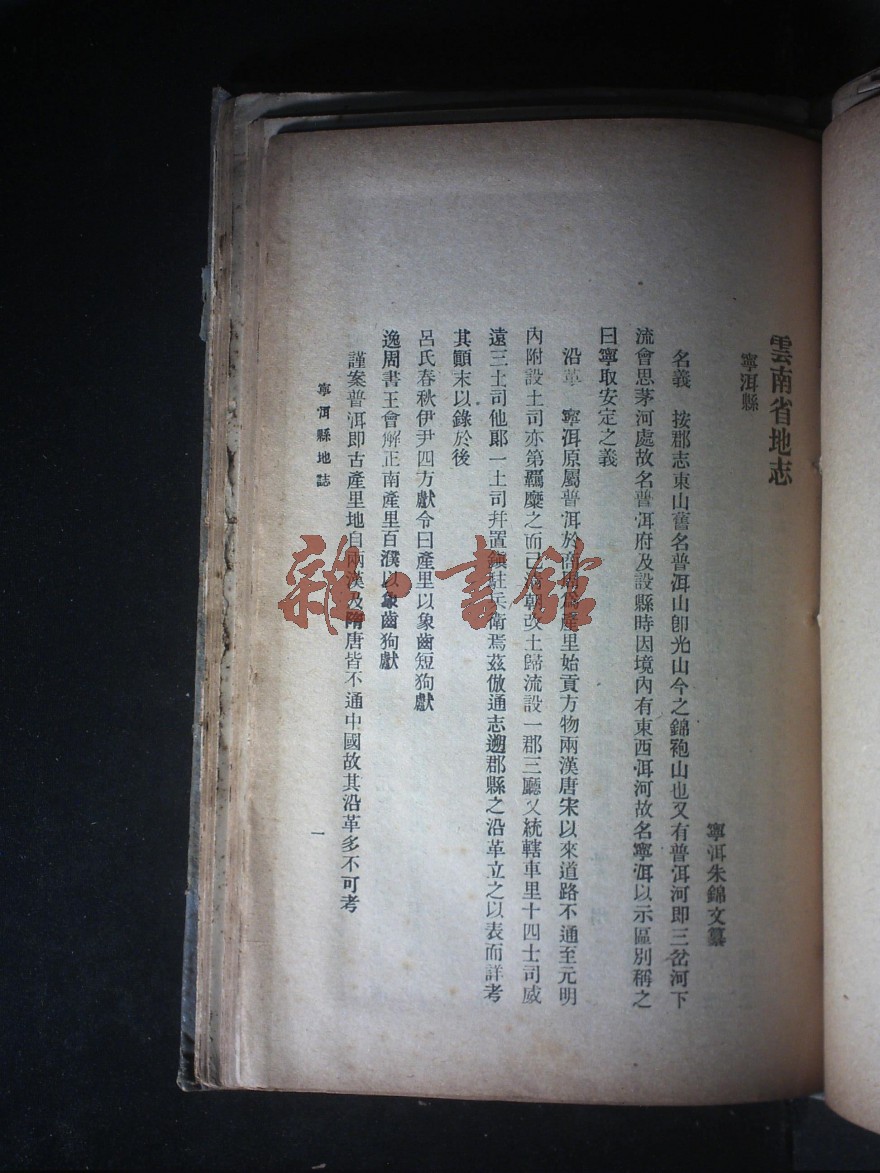 雲南省地志
寧洱縣
寧洱朱錦文纂
名義 按郡志東山舊名普洱山卽光山今之錦袍山也又有普洱河即三岔河下
流會思茅河處故名普洱府及設縣時因境內有東西洱河故名寧洱以示區別稱之
曰寧取安定之義
沿革 寧洱原屬普洱於商周為產里始貢方物兩漢唐宋以來道路不通至元明
內附設土司亦第羈縻之而已 朝改土歸流設一郡三廳又統轄車里十四士司威
遠三土司他郞一土司幷置鎭駐兵衛焉茲倣通志遡郡縣之沿革立之以表而詳考
其顚末以錄於後
呂氏春秋伊尹四方獻令曰產里以象齒短狗獻
逸周書王會解正南產里百濮以象齒狗獻
謹案普洱即古產里地自兩漢及隋唐皆不通中國故其沿革多不可考
寧洱縣地誌
一
雜·書館